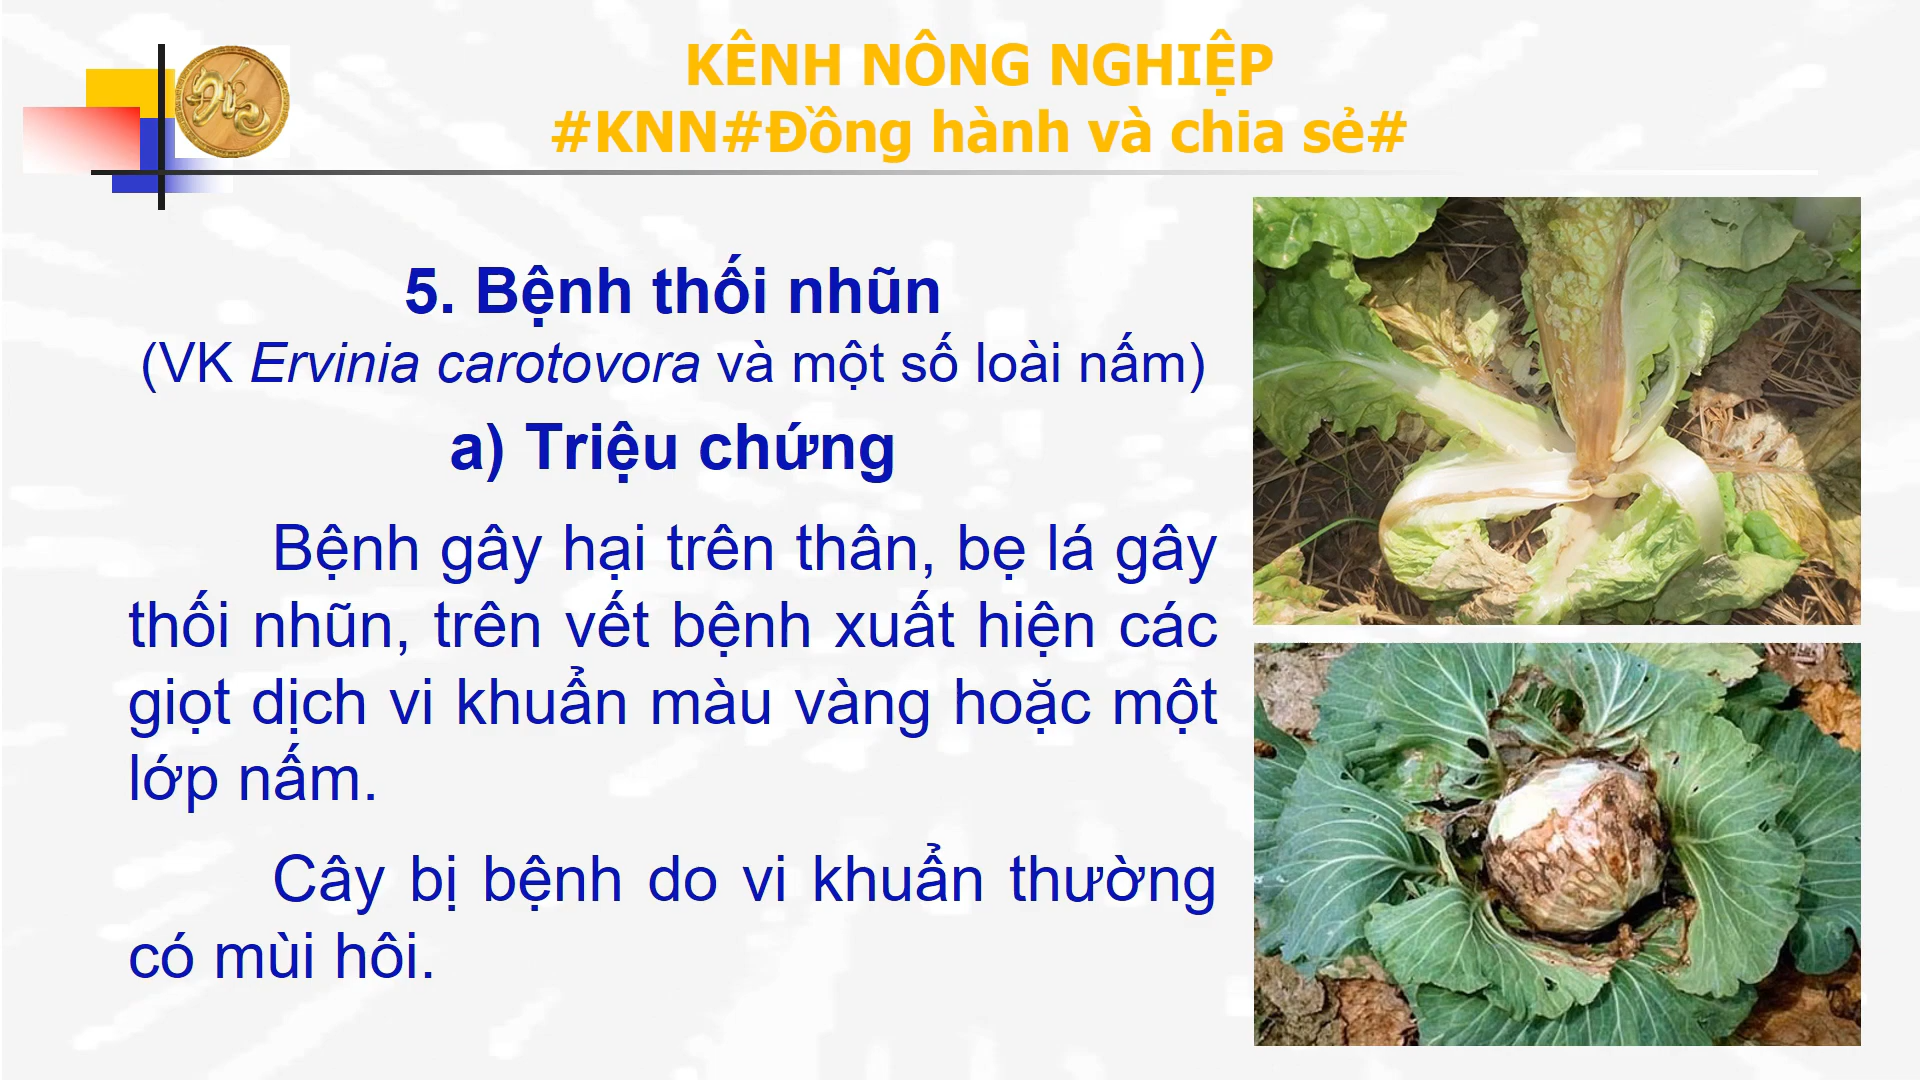 KÊNH NÔNG NGHIỆP
#KNN#Đồng hành và chia sẻ#
5. Bệnh thối nhũn
(VK Ervinia carotovora và một số loài nấm)
a) Triệu chứng
Bệnh gây hại trên thân, bẹ lá gây
thối nhũn, trên vết bệnh xuất hiện các
giọt dịch vi khuẩn màu vàng hoặc một
lớp nấm.
Cây bị bệnh do vi khuẩn thường
có mùi hôi.